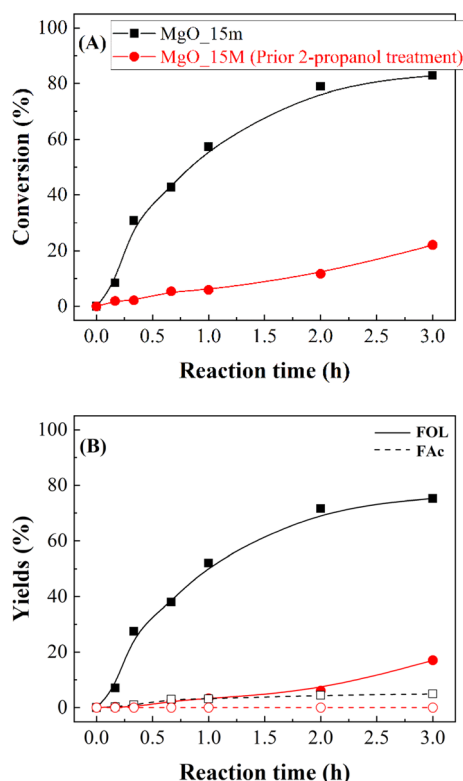 (A)
MgO_15m
MgO_15M (Prior 2-propanol treatment)
Conversion (%)
100
80
60
40
20
0
0.0 0.5 1.0 1.5 2.0 2.5 3.0
Reaction time (h)
(B)
FOL
FAc
Yields (%)
100
80
60
40
20
0
0.0 0.5 1.0 1.5 2.0 2.5 3.0
Reaction time (h)